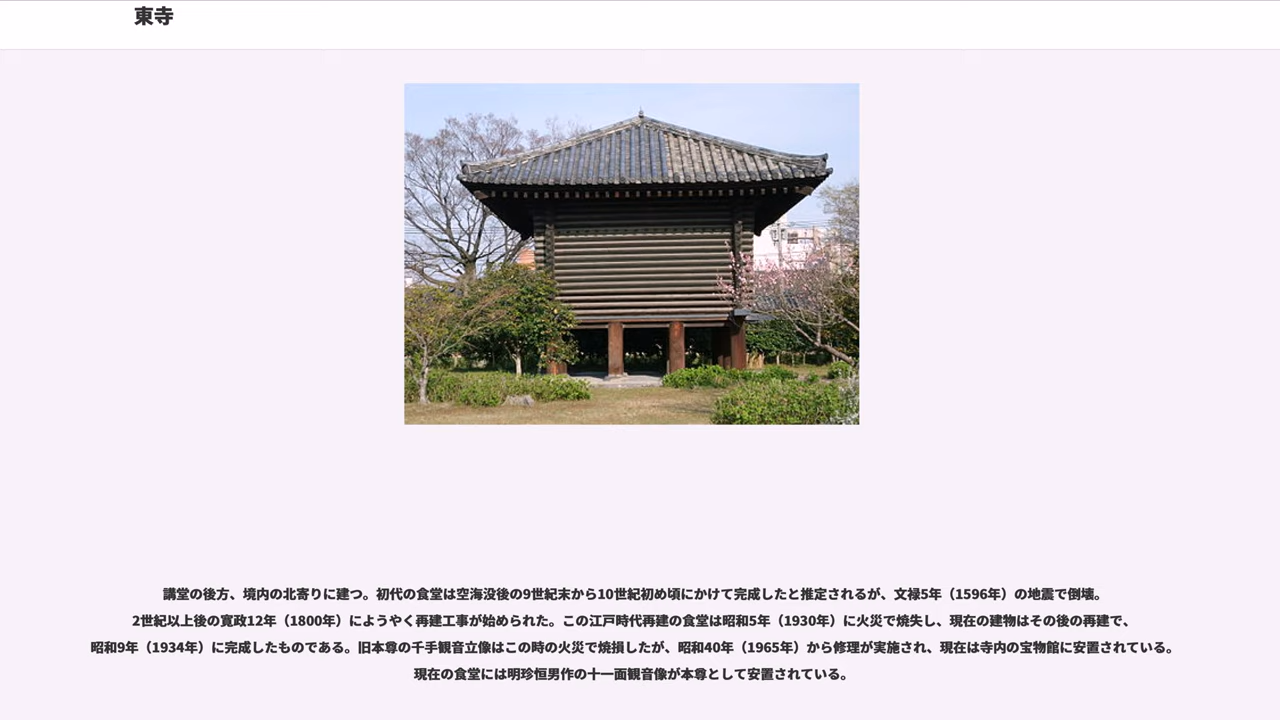 東寺
講堂の後方、境内の北寄りに建つ。初代の食堂は空海没後の9世紀末から10世紀初め頃にかけて完成したと推定されるが、文禄5年（1596年）の地震で倒壊。
2世紀以上後の寛政12年（1800年）にようやく再建工事が始められた。この江戸時代再建の食堂は昭和5年（1930年）に火災で焼失し、現在の建物はその後の再建で、
昭和9年（1934年）に完成したものである。旧本尊の千手観音立像はこの時の火災で焼損したが、昭和40年（1965年）から修理が実施され、現在は寺内の宝物館に安置されている。
現在の食堂には明珍恒男作の十一面観音像が本尊として安置されている。